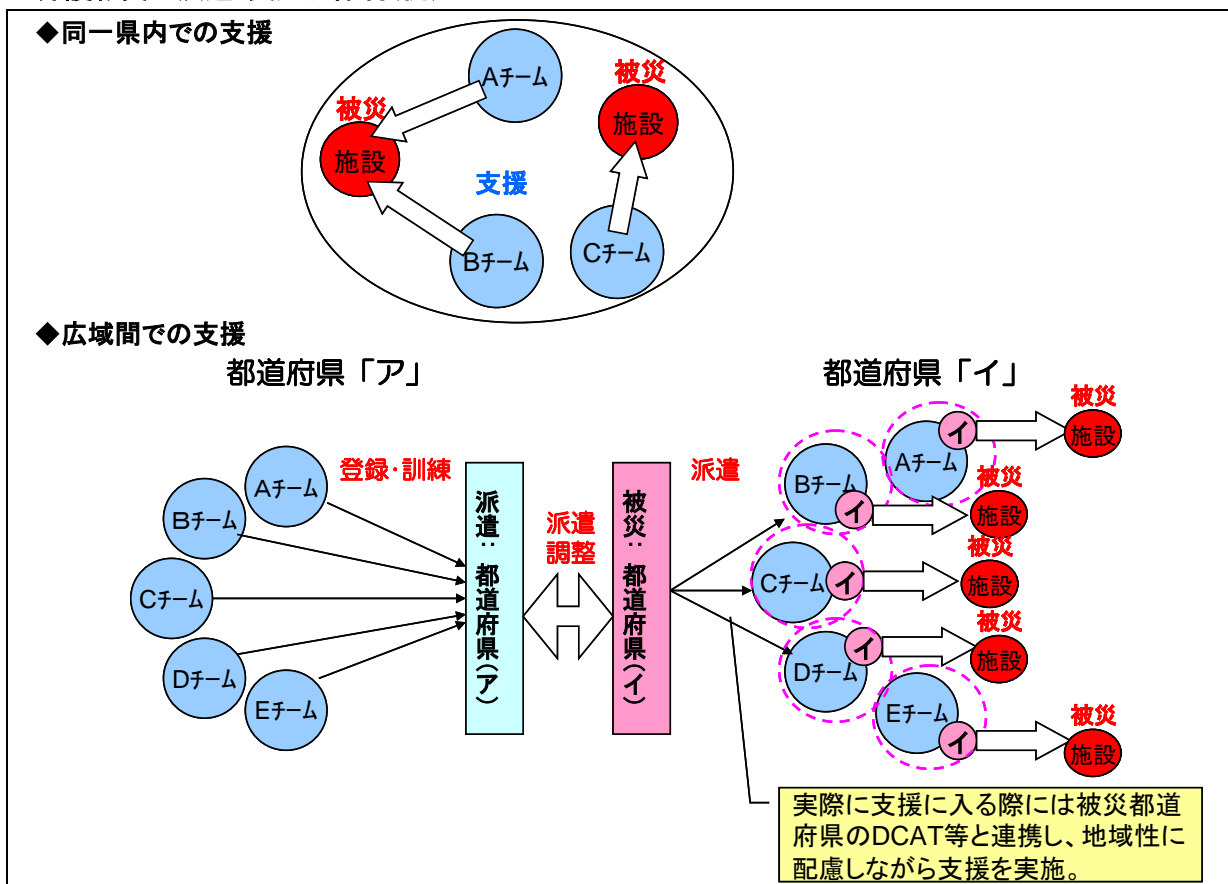 ◆同一県内での支援
Aチーム
被災
被災
施設
施設
支援
Bチーム
Cチーム
◆広域間での支援
都道府県「ア」
都道府県「イ」
被災
イ
施設
Aチーム
登録・訓練
派遣
Aチーム
Bチーム
被災
イ
施設
Bチーム
派遣：都道府県（ア）
派遣
調整
被災：都道府県（イ）
被災
Cチーム
Cチーム
イ
施設
被災
イ
施設
Dチーム
Dチーム
Eチーム
Eチーム
イ
被災
施設
実際に支援に入る際には被災都道
府県のDCAT等と連携し、地域性に
配慮しながら支援を実施。